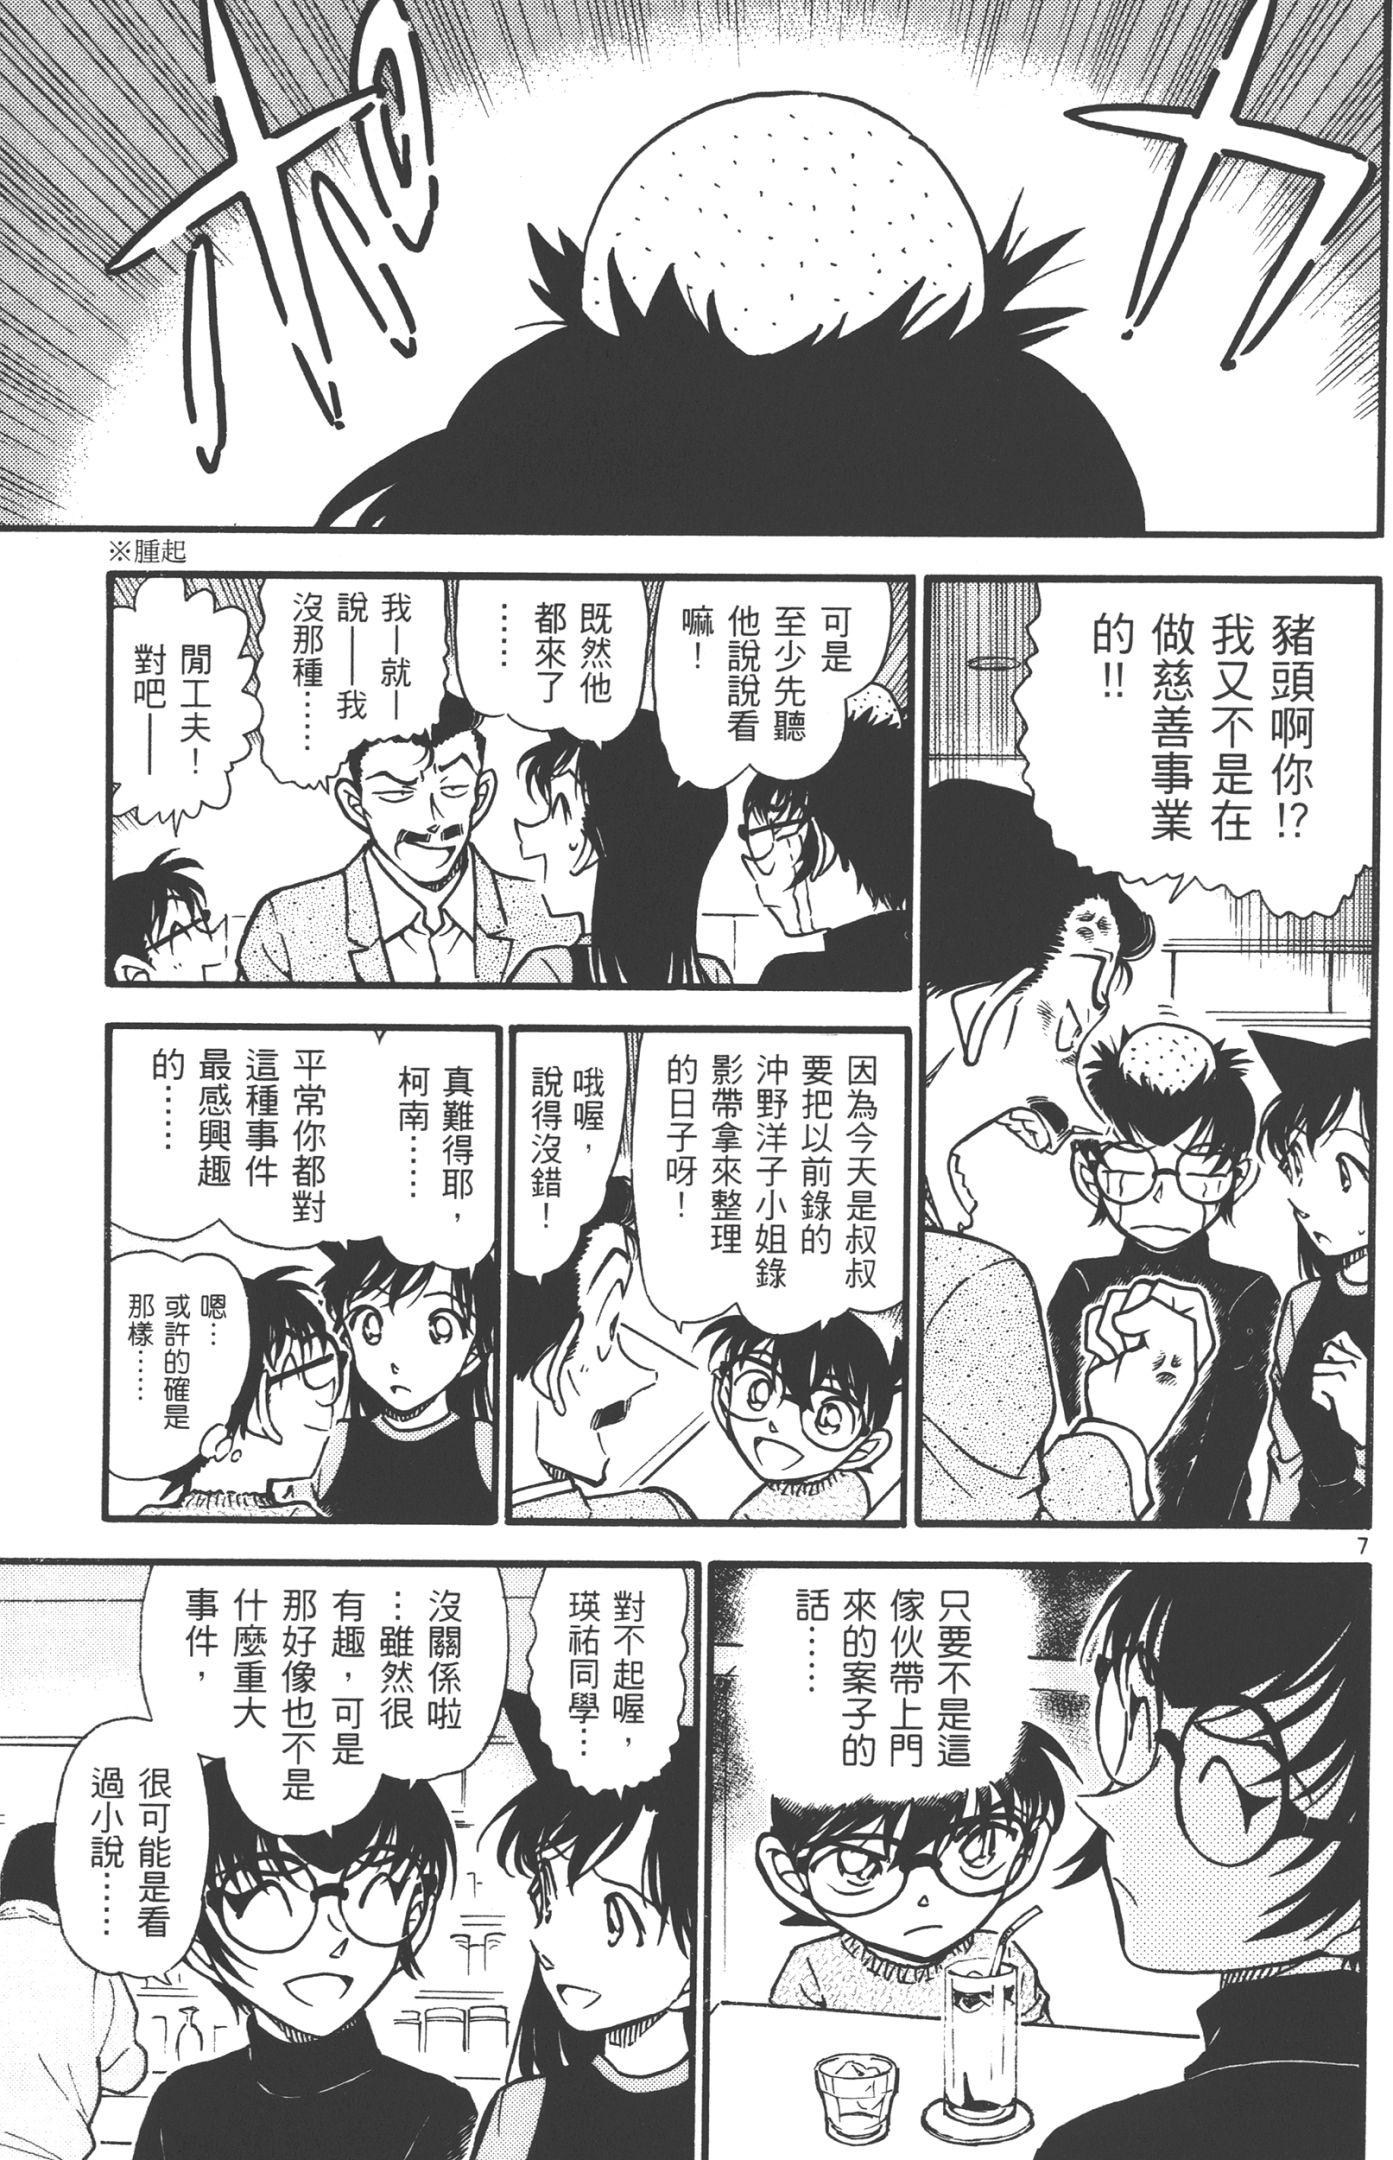 ガオンッ
※腫起
豬頭啊你!?
我又不是在
做慈善事業
的!!
可是
至少先聽
他說說看
嘛!
既然他
都來了
……
我—就—
說——我
沒那種……
閒工夫!
對吧——
因為今天是叔叔
要把以前錄的
沖野洋子小姐錄
影帶拿來整理
的日子呀!
哦喔,
說得沒錯!
真難得耶,
柯南……
平常你都對
這種事件
最感興趣
的……
嗯…
或許的確是
那樣……
7
只要不是這
傢伙帶上門
來的案子的
話……
對不起喔,
瑛祐同學…
沒關係啦
…雖然很
有趣,可是
那好像也不是
什麼重大
事件,
很可能是看
過小說……